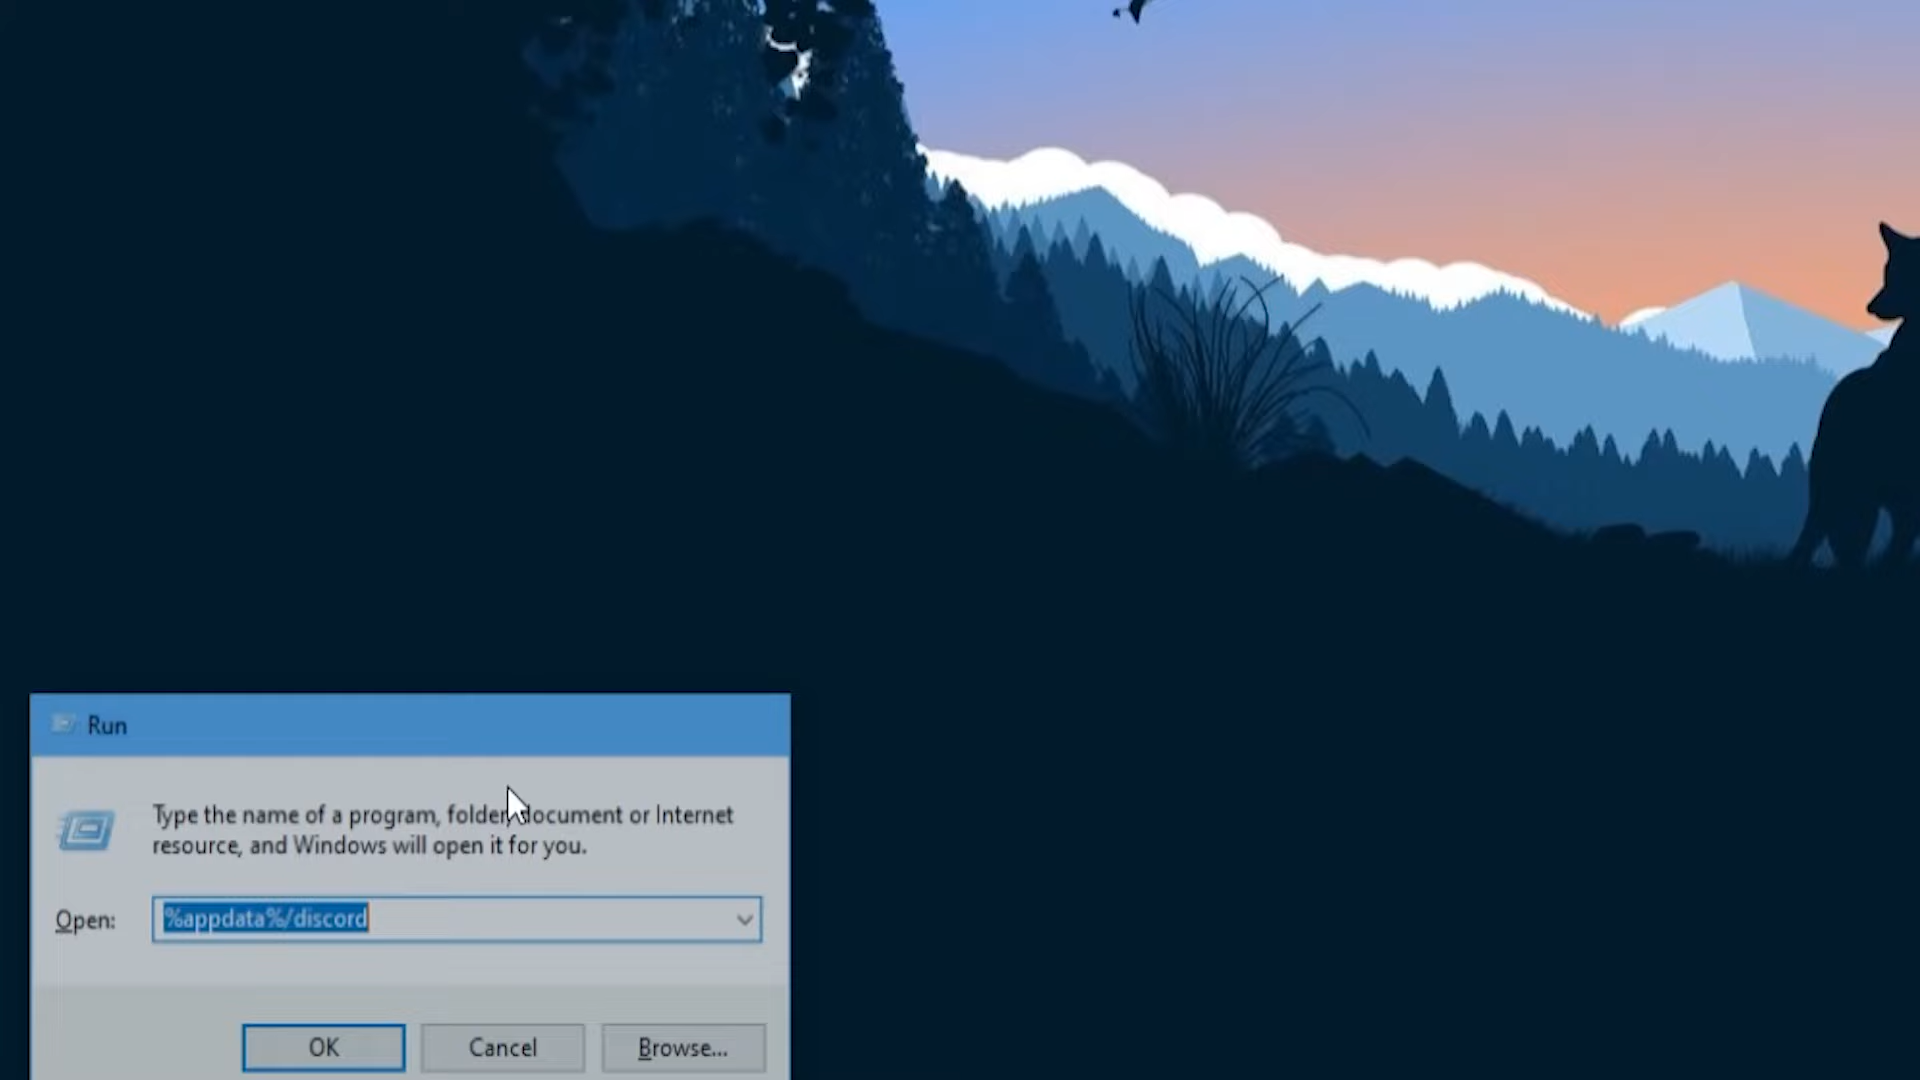 Run
Type the name of a program, folder, document or Internet
resource, and Windows will open it for you.
Open: %appdata%/discord
OK Cancel Browse...